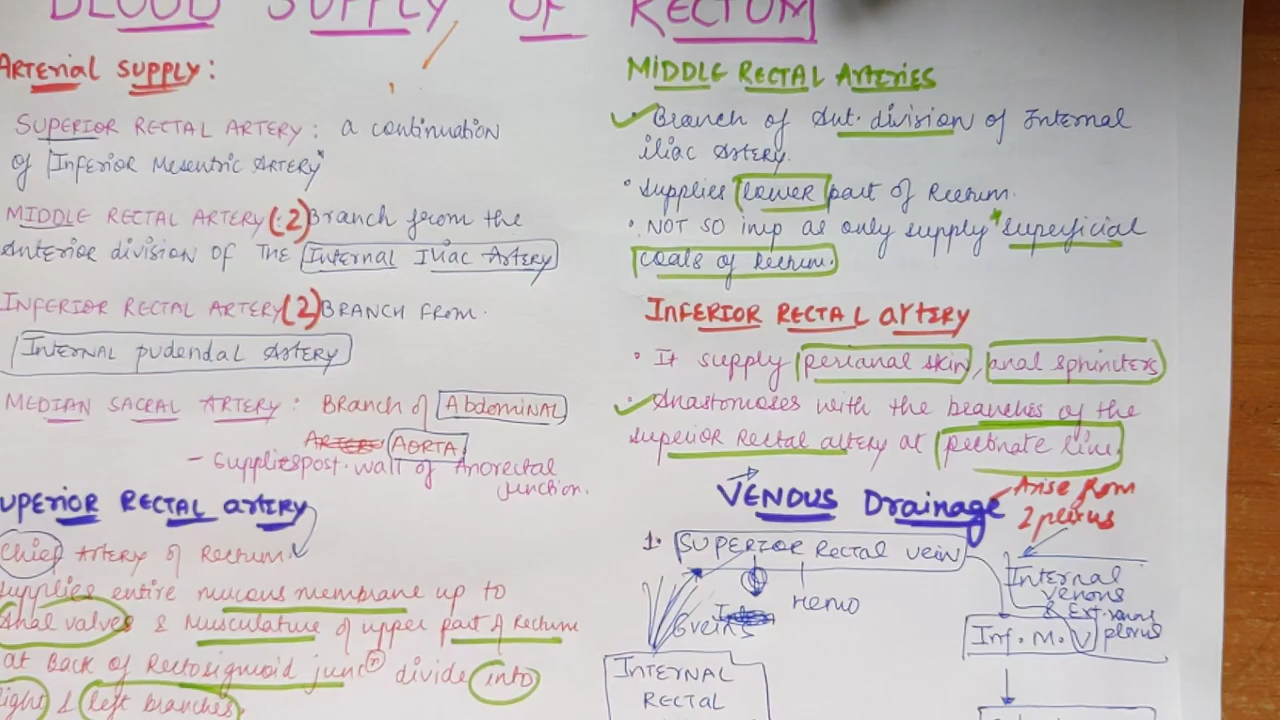 BLOOD SUPPLY OF RECTUM
ARTERIAL SUPPLY:
SUPERIOR RECTAL ARTERY: a continuation
of Inferior Mesentric Artery"
MIDDLE RECTAL ARTERY (2) Branch from the
Anterior division of THE Internal Iliac Artery
INFERIOR RECTAL ARTERY (2) BRANCH FROM
INTERNAL pudendal Artery
MEDIAN SACRAL ARTERY: Branch of Abdominal
AORTA
- Supplies post. wall of Anorectal
junction.
SUPERIOR RECTAL artERY
Chief Artery of Rectum
Supplies entire mucous membrane up to
Anal valves & Musculature of upper part of Rectum
at Back of Rectosigmoid juncn divide into
right & left branches.
MIDDLE RECTAL ARTERIES
• Branch of Ant. division of Internal
iliac Artery.
• Supplies lower part of Rectum.
• NOT SO imp as only supply *superficial
coats of Rectum.
INFERIOR RECTAL artERY
• It supply perianal skin, anal sphincters
• Anastomoses with the branches of the
superior Rectal artery at pectinate line.
VENOUS Drainage
Arise from
2 plexus
1. SUPERIOR Rectal vein
Internal
venous
& Ext. venous
plexus
6 veins
Hemo
Inf. M. V
INTERNAL
RECTAL